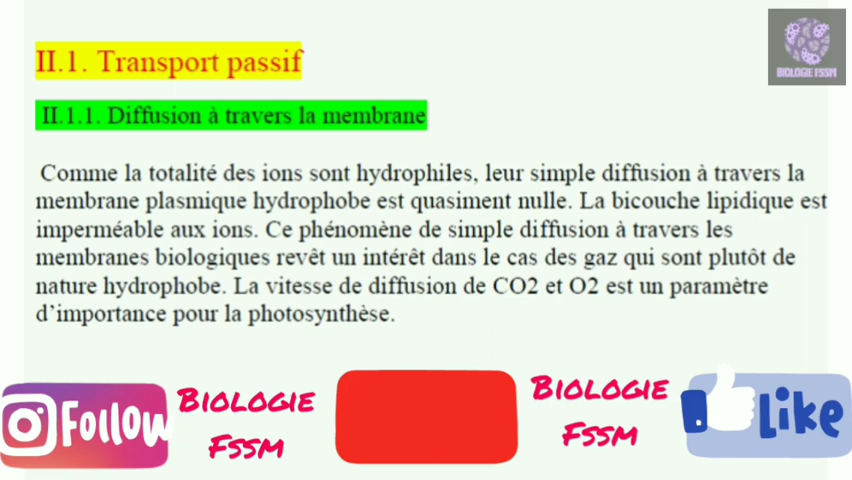 BIOLOGIE FSSM
II.1. Transport passif
II.1.1. Diffusion à travers la membrane
Comme la totalité des ions sont hydrophiles, leur simple diffusion à travers la
membrane plasmique hydrophobe est quasiment nulle. La bicouche lipidique est
imperméable aux ions. Ce phénomène de simple diffusion à travers les
membranes biologiques revêt un intérêt dans le cas des gaz qui sont plutôt de
nature hydrophobe. La vitesse de diffusion de CO2 et O2 est un paramètre
d’importance pour la photosynthèse.
Follow
Biologie
Fssm
Biologie
Fssm
Like